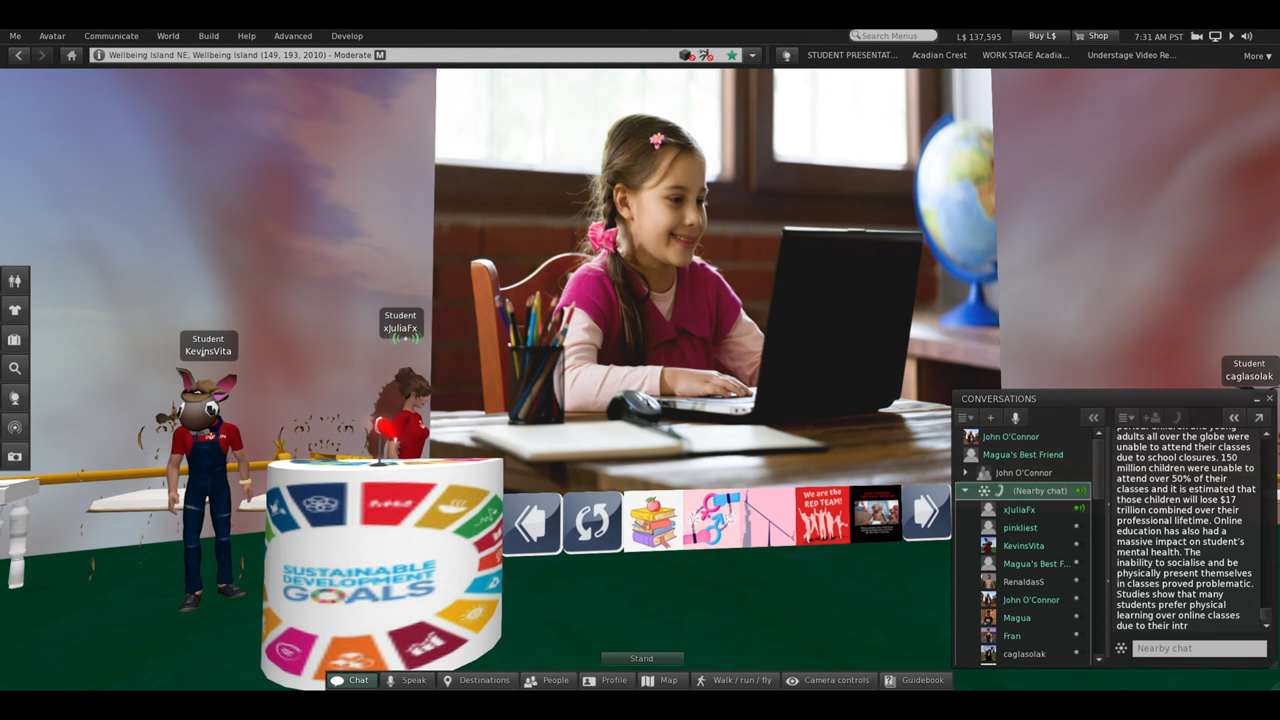 Me Avatar Communicate World Build Help Advanced Develop
Search Menus L$ 137,595 Buy L$ Shop 7:31 AM PST
Wellbeing Island NE, Wellbeing Island (149, 193, 2010) - Moderate M
STUDENT PRESENTAT... Acadian Crest WORK STAGE Acadia... Understage Video Re... More ▼
Student
xJuliaFx
Student
KevinsVita
Student
caglasolak
SUSTAINABLE
DEVELOPMENT
GOALS
We are the
RED TEAM!
CONVERSATIONS
John O'Connor
Magua's Best Friend
John O'Connor
(Nearby chat)
xJuliaFx
pinkliest
KevinsVita
Magua's Best F...
RenaldasS
John O'Connor
Magua
Fran
caglasolak
adults all over the globe were
unable to attend their classes
due to school closures. 150
million children were unable to
attend over 50% of their
classes and it is estimated that
those children will lose $17
trillion combined over their
professional lifetime. Online
education has also had a
massive impact on student's
mental health. The
inability to socialise and be
physically present themselves
in classes proved problematic.
Studies show that many
students prefer physical
learning over online classes
due to their intr
Nearby chat
Stand
Chat Speak Destinations People Profile Map Walk / run / fly Camera controls Guidebook